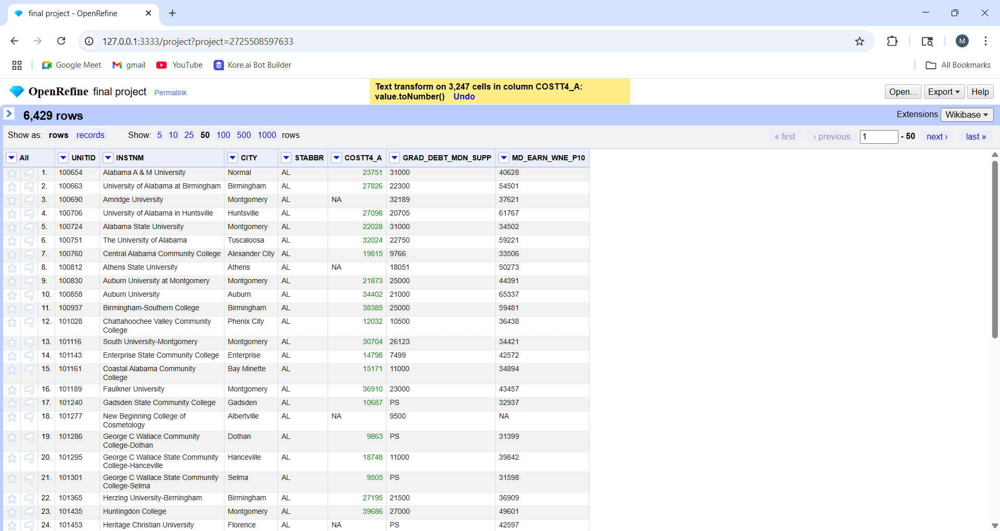 final project - OpenRefine
127.0.0.1:3333/project?project=2725508597633
M
Google Meet gmail YouTube Kore.ai Bot Builder All Bookmarks
OpenRefine final project Permalink
Text transform on 3,247 cells in column COSTT4_A:
value.toNumber() Undo
Open... Export Help
6,429 rows
Extensions Wikibase
Show as: rows records Show: 5 10 25 50 100 500 1000 rows
« first ‹ previous 1 - 50 next › last »
All UNITID INSTNM CITY STABBR COSTT4_A GRAD_DEBT_MDN_SUPP MD_EARN_WNE_P10
1. 100654 Alabama A & M University Normal AL 23751 31000 40628
2. 100663 University of Alabama at Birmingham Birmingham AL 27826 22300 54501
3. 100690 Amridge University Montgomery AL NA 32189 37621
4. 100706 University of Alabama in Huntsville Huntsville AL 27098 20705 61767
5. 100724 Alabama State University Montgomery AL 22028 31000 34502
6. 100751 The University of Alabama Tuscaloosa AL 32024 22750 59221
7. 100760 Central Alabama Community College Alexander City AL 19815 9766 33506
8. 100812 Athens State University Athens AL NA 18051 50273
9. 100830 Auburn University at Montgomery Montgomery AL 21873 25000 44391
10. 100858 Auburn University Auburn AL 34402 21000 65337
11. 100937 Birmingham-Southern College Birmingham AL 38385 25000 59481
12. 101028 Chattahoochee Valley Community Phenix City AL 12032 10500 36438
College
13. 101116 South University-Montgomery Montgomery AL 30704 26123 34421
14. 101143 Enterprise State Community College Enterprise AL 14798 7499 42572
15. 101161 Coastal Alabama Community Bay Minette AL 15171 11000 34894
College
16. 101189 Faulkner University Montgomery AL 36910 23000 43457
17. 101240 Gadsden State Community College Gadsden AL 10687 PS 32937
18. 101277 New Beginning College of Albertville AL NA 9500 NA
Cosmetology
19. 101286 George C Wallace Community Dothan AL 9863 PS 31399
College-Dothan
20. 101295 George C Wallace State Community Hanceville AL 18748 11000 39842
College-Hanceville
21. 101301 George C Wallace State Community Selma AL 9505 PS 31598
College-Selma
22. 101365 Herzing University-Birmingham Birmingham AL 27195 21500 36909
23. 101435 Huntingdon College Montgomery AL 39686 27000 49601
24. 101453 Heritage Christian University Florence AL NA PS 42597